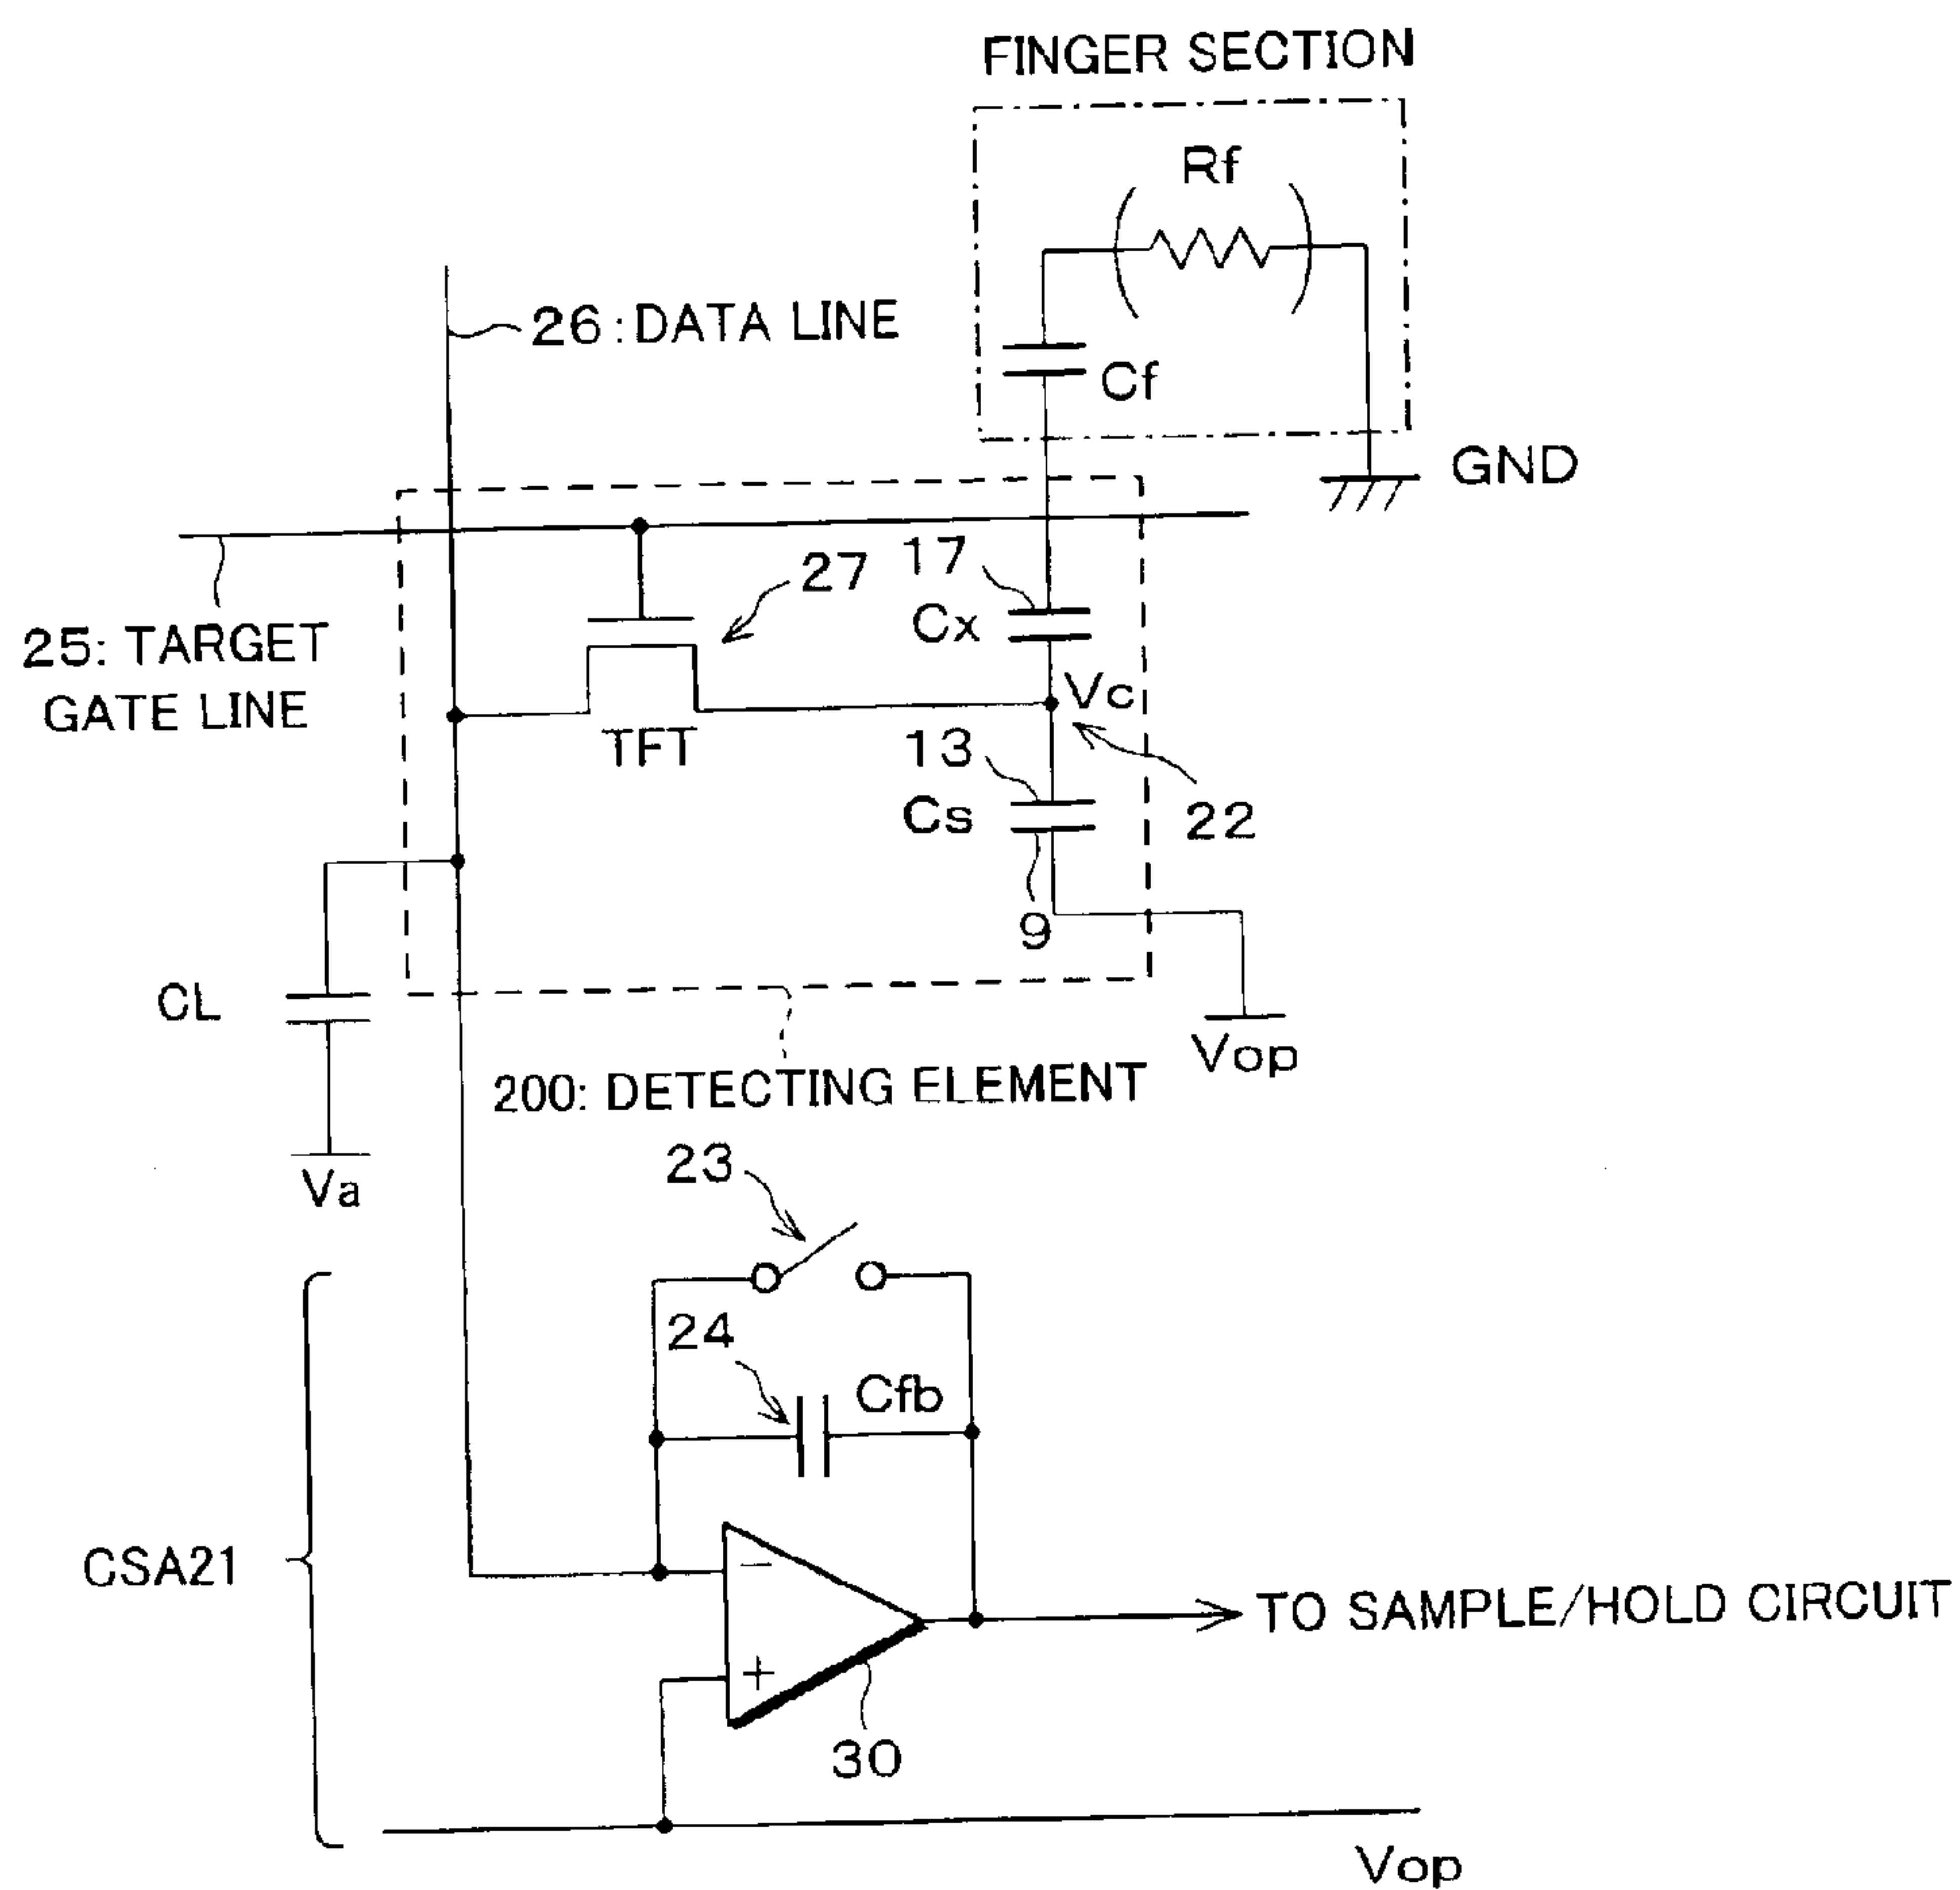 FINGER SECTION
Rf
26: DATA LINE
Cf
GND
17
27
Cx
25: TARGET
GATE LINE
Vc
TFT
13
Cs
22
9
CL
Vop
200: DETECTING ELEMENT
23
Va
24
Cfb
CSA21
−
TO SAMPLE/HOLD CIRCUIT
+
30
Vop